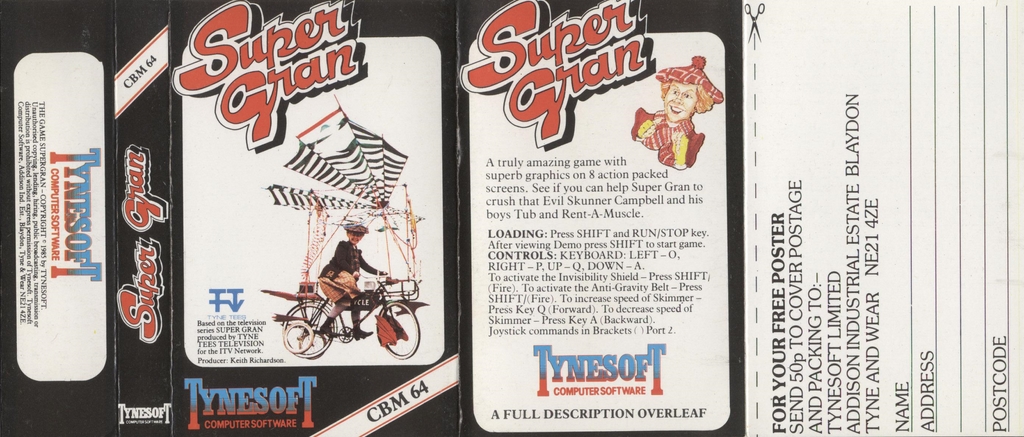 THE GAME SUPERGRAN - COPYRIGHT © 1985 by TYNESOFT.
Unauthorised copying, lending, hiring, public broadcasting, transmission or
distribution is prohibited without express permission of Tynesoft. Tynesoft
Computer Software, Addison Ind. Est., Blaydon, Tyne & Wear NE21 4ZE.
TYNESOFT
COMPUTER SOFTWARE
CBM 64
Super Gran
TYNESOFT
COMPUTER SOFTWARE
Super
Gran
CYCLE
TTT
TYNE TEES
Based on the television
series SUPER GRAN
produced by TYNE
TEES TELEVISION
for the ITV Network.
Producer: Keith Richardson.
TYNESOFT
COMPUTER SOFTWARE
CBM 64
Super
Gran
A truly amazing game with
superb graphics on 8 action packed
screens. See if you can help Super Gran to
crush that Evil Skunner Campbell and his
boys Tub and Rent-A-Muscle.
LOADING: Press SHIFT and RUN/STOP key.
After viewing Demo press SHIFT to start game.
CONTROLS: KEYBOARD: LEFT – O,
RIGHT – P, UP – Q, DOWN – A.
To activate the Invisibility Shield – Press SHIFT/
(Fire). To activate the Anti-Gravity Belt – Press
SHIFT/(Fire). To increase speed of Skimmer –
Press Key Q (Forward). To decrease speed of
Skimmer – Press Key A (Backward).
Joystick commands in Brackets ( ) Port 2.
TYNESOFT
COMPUTER SOFTWARE
A FULL DESCRIPTION OVERLEAF
FOR YOUR FREE POSTER
SEND 50p TO COVER POSTAGE
AND PACKING TO:–
TYNESOFT LIMITED
ADDISON INDUSTRIAL ESTATE BLAYDON
TYNE AND WEAR NE21 4ZE
NAME
ADDRESS
POSTCODE